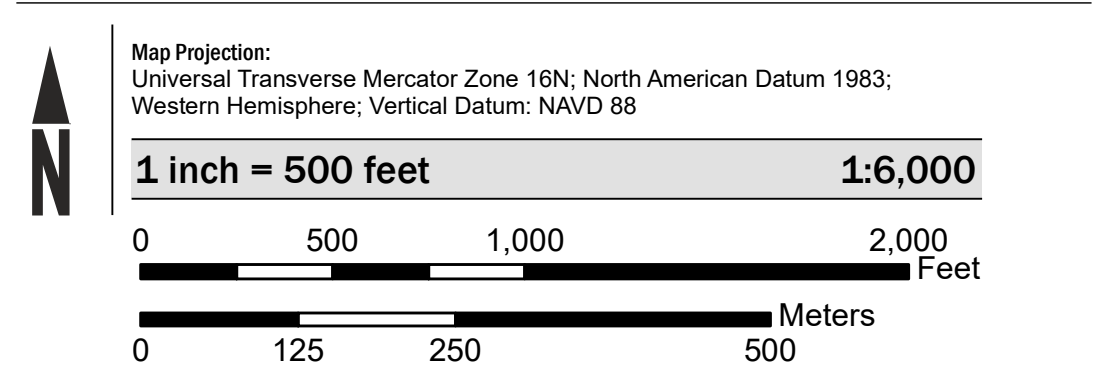 N
Map Projection:
Universal Transverse Mercator Zone 16N; North American Datum 1983;
Western Hemisphere; Vertical Datum: NAVD 88
1 inch = 500 feet 1:6,000
0 500 1,000 2,000
Feet
Meters
0 125 250 500